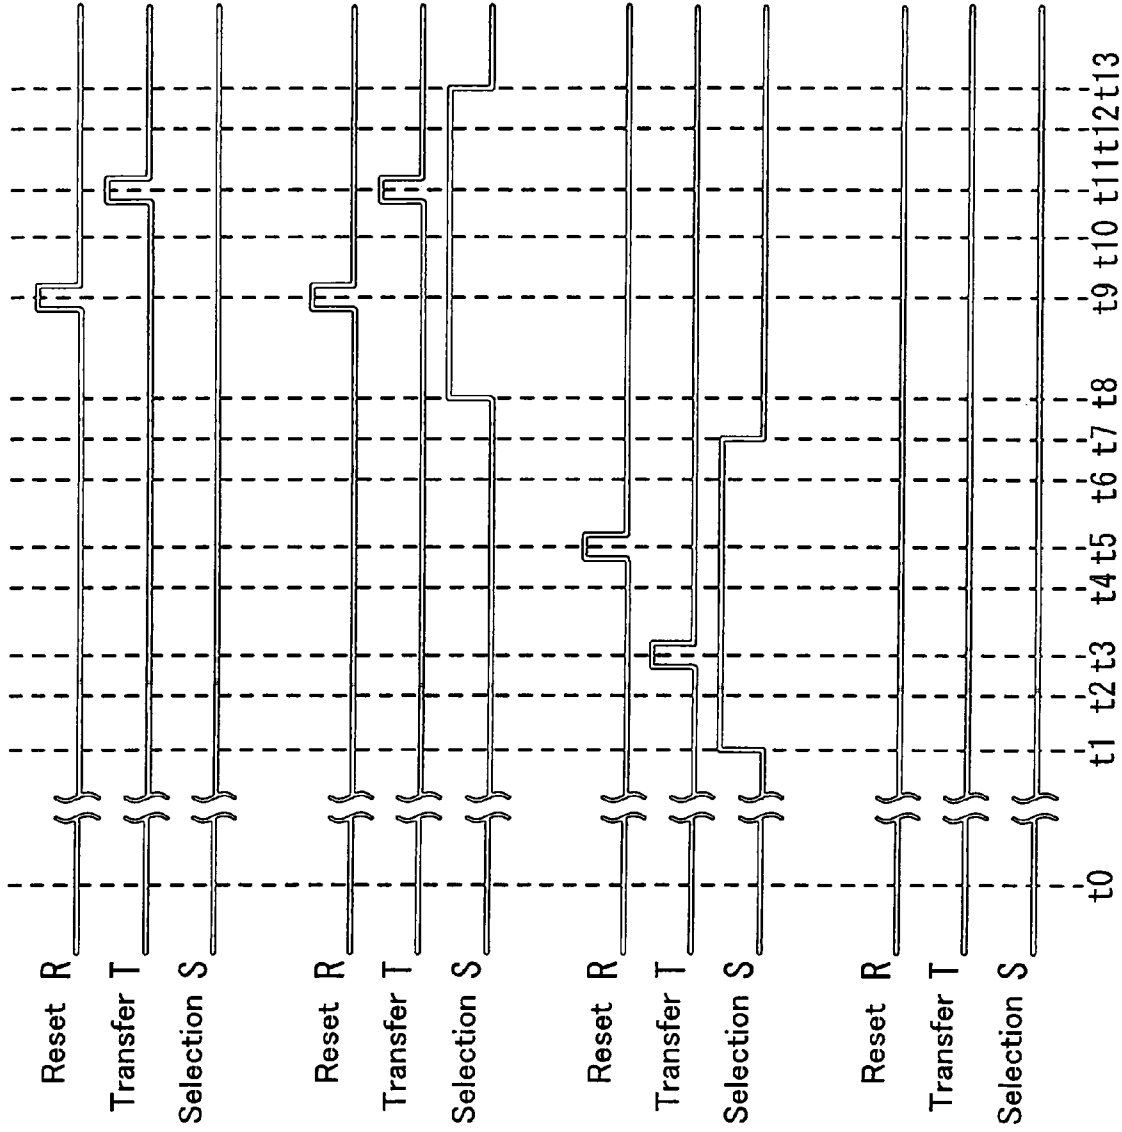 Reset R
Transfer T
Selection S
Reset R
Transfer T
Selection S
Reset R
Transfer T
Selection S
Reset R
Transfer T
Selection S
t0 t1 t2 t3 t4 t5 t6 t7 t8 t9 t10 t11 t12 t13